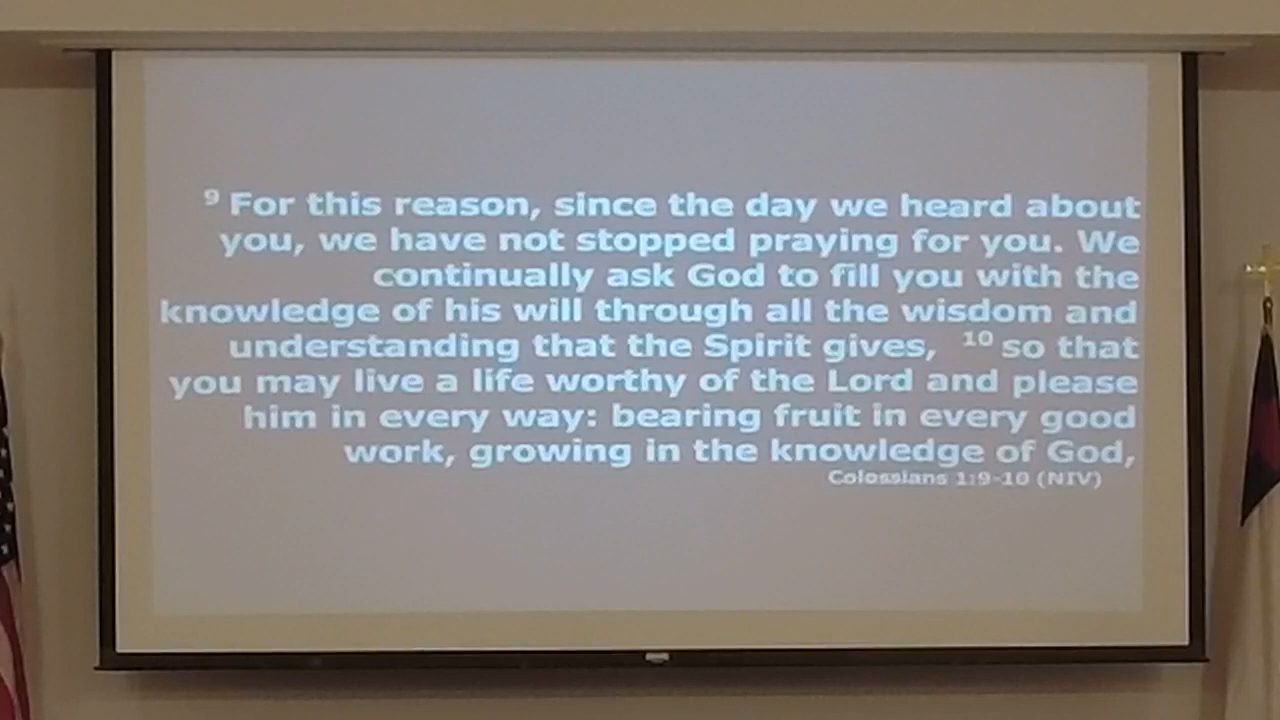 9 For this reason, since the day we heard about
you, we have not stopped praying for you. We
continually ask God to fill you with the
knowledge of his will through all the wisdom and
understanding that the Spirit gives, 10 so that
you may live a life worthy of the Lord and please
him in every way: bearing fruit in every good
work, growing in the knowledge of God,
Colossians 1:9-10 (NIV)